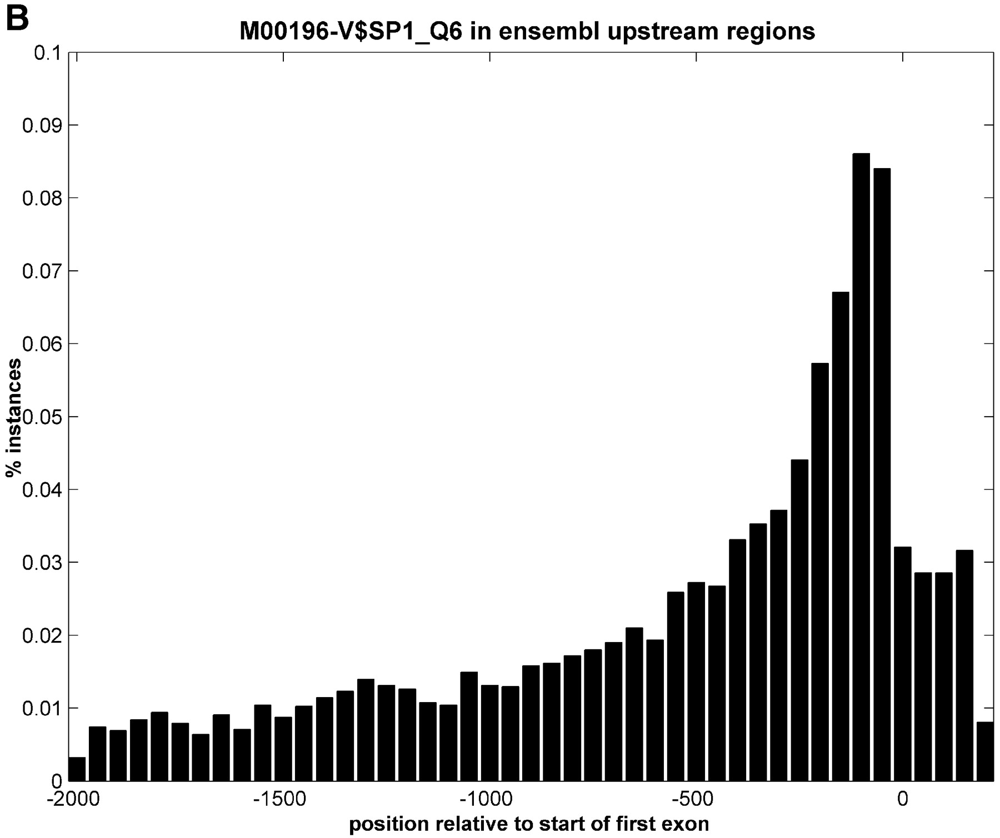 B
M00196-V$SP1_Q6 in ensembl upstream regions
0.1
0.09
0.08
0.07
0.06
0.05
0.04
0.03
0.02
0.01
0
% instances
-2000 -1500 -1000 -500 0
position relative to start of first exon